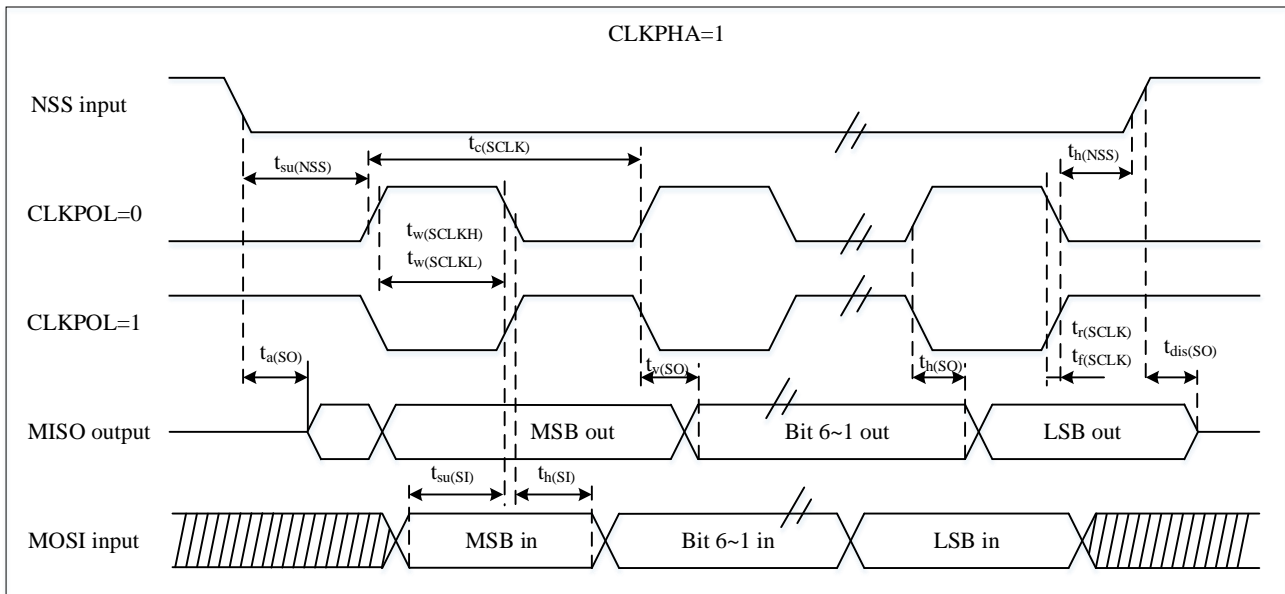 CLKPHA=1
NSS input
tc(SCLK)
tsu(NSS)
th(NSS)
CLKPOL=0
tw(SCLKH)
tw(SCLKL)
CLKPOL=1
ta(SO)
tv(SO)
th(SO)
tr(SCLK)
tf(SCLK)
tdis(SO)
MISO output
MSB out
Bit 6~1 out
LSB out
tsu(SI)
th(SI)
MOSI input
MSB in
Bit 6~1 in
LSB in